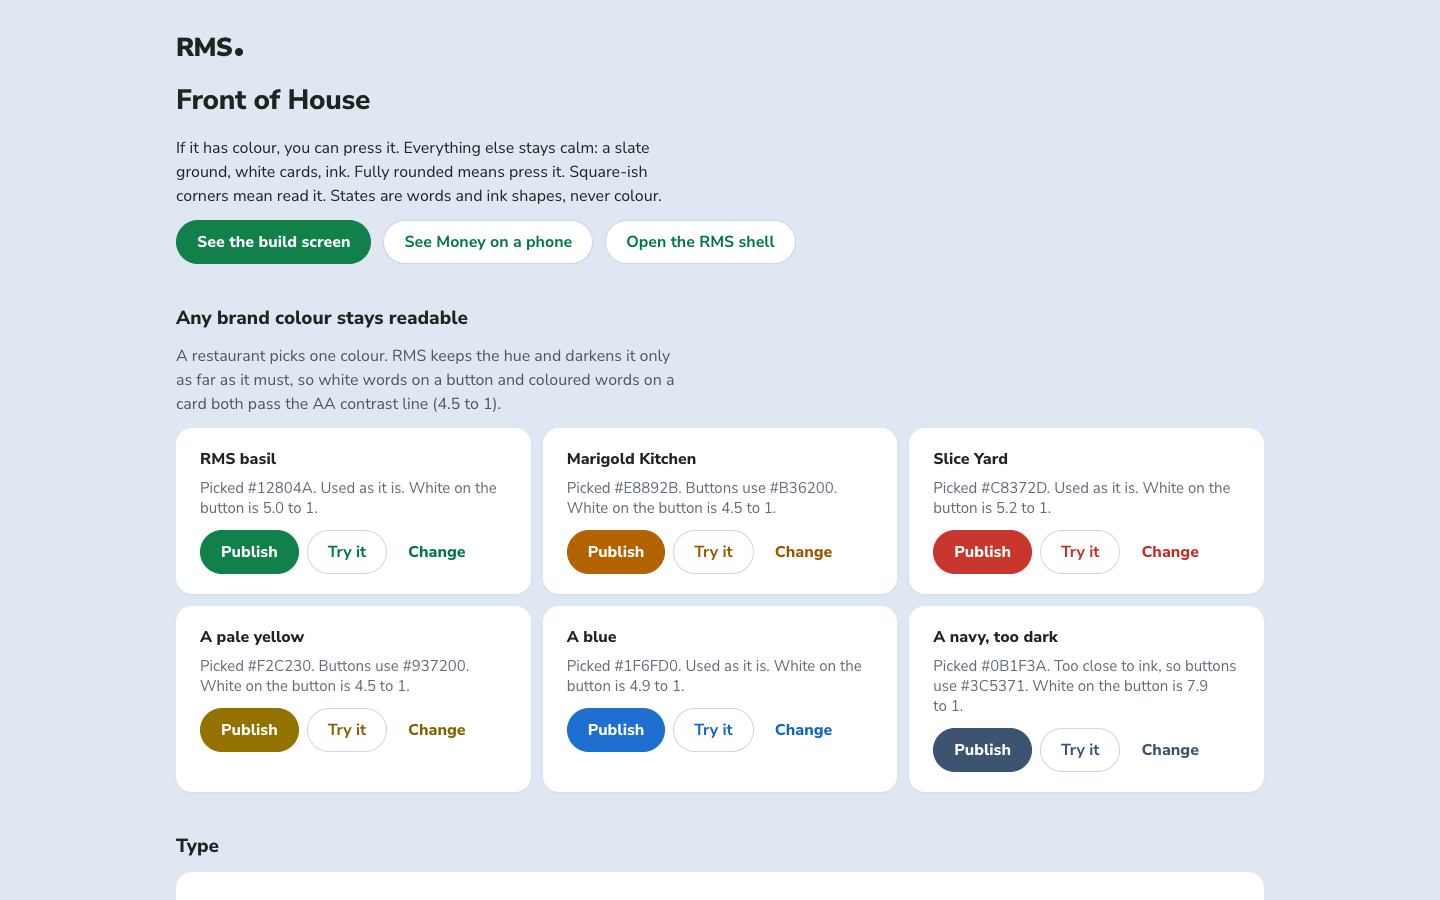 RMS.
Front of House
If it has colour, you can press it. Everything else stays calm: a slate
ground, white cards, ink. Fully rounded means press it. Square-ish
corners mean read it. States are words and ink shapes, never colour.
See the build screen
See Money on a phone
Open the RMS shell
Any brand colour stays readable
A restaurant picks one colour. RMS keeps the hue and darkens it only
as far as it must, so white words on a button and coloured words on a
card both pass the AA contrast line (4.5 to 1).
RMS basil
Picked #12804A. Used as it is. White on the
button is 5.0 to 1.
Publish
Try it
Change
Marigold Kitchen
Picked #E8892B. Buttons use #B36200.
White on the button is 4.5 to 1.
Publish
Try it
Change
Slice Yard
Picked #C8372D. Used as it is. White on the
button is 5.2 to 1.
Publish
Try it
Change
A pale yellow
Picked #F2C230. Buttons use #937200.
White on the button is 4.5 to 1.
Publish
Try it
Change
A blue
Picked #1F6FD0. Used as it is. White on the
button is 4.9 to 1.
Publish
Try it
Change
A navy, too dark
Picked #0B1F3A. Too close to ink, so buttons
use #3C5371. White on the button is 7.9
to 1.
Publish
Try it
Change
Type